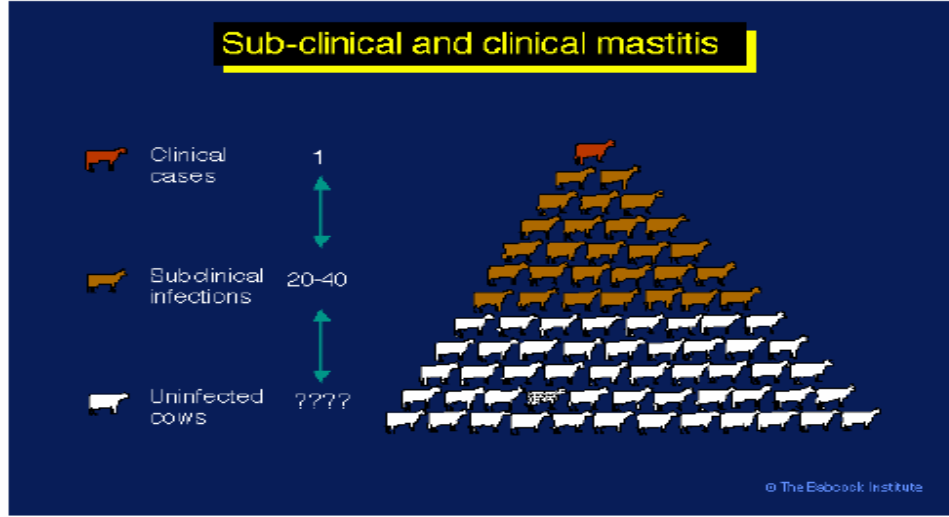 Sub-clinical and clinical mastitis
Clinical
cases
1
Subclinical
infections
20-40
Uninfected
cows
????
© The Babcock Institute